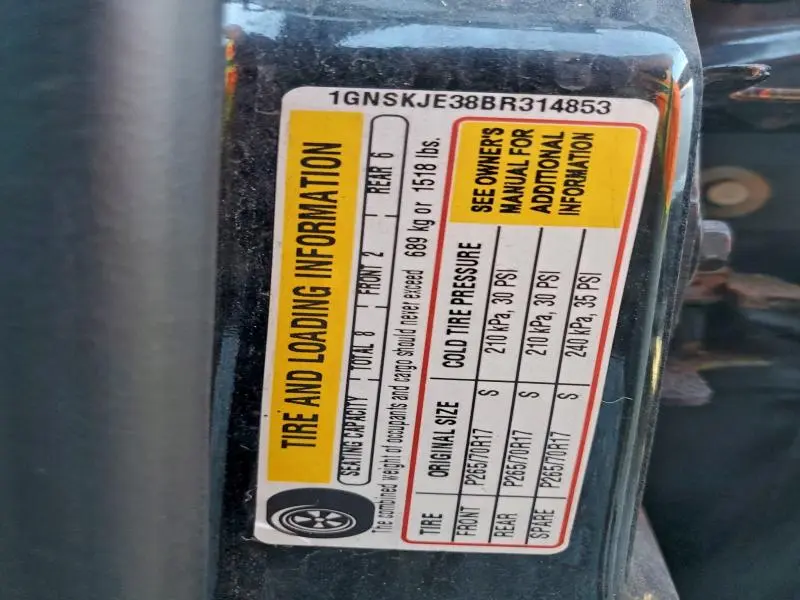 1GNSKJE38BR314853
TIRE AND LOADING INFORMATION
SEATING CAPACITY TOTAL 8 FRONT 2 REAR 6
The combined weight of occupants and cargo should never exceed 689 kg or 1518 lbs.
TIRE ORIGINAL SIZE COLD TIRE PRESSURE
FRONT P265/70R17 S 210 kPa, 30 PSI
REAR P265/70R17 S 210 kPa, 30 PSI
SPARE P265/70R17 S 240 kPa, 35 PSI
SEE OWNER'S
MANUAL FOR
ADDITIONAL
INFORMATION